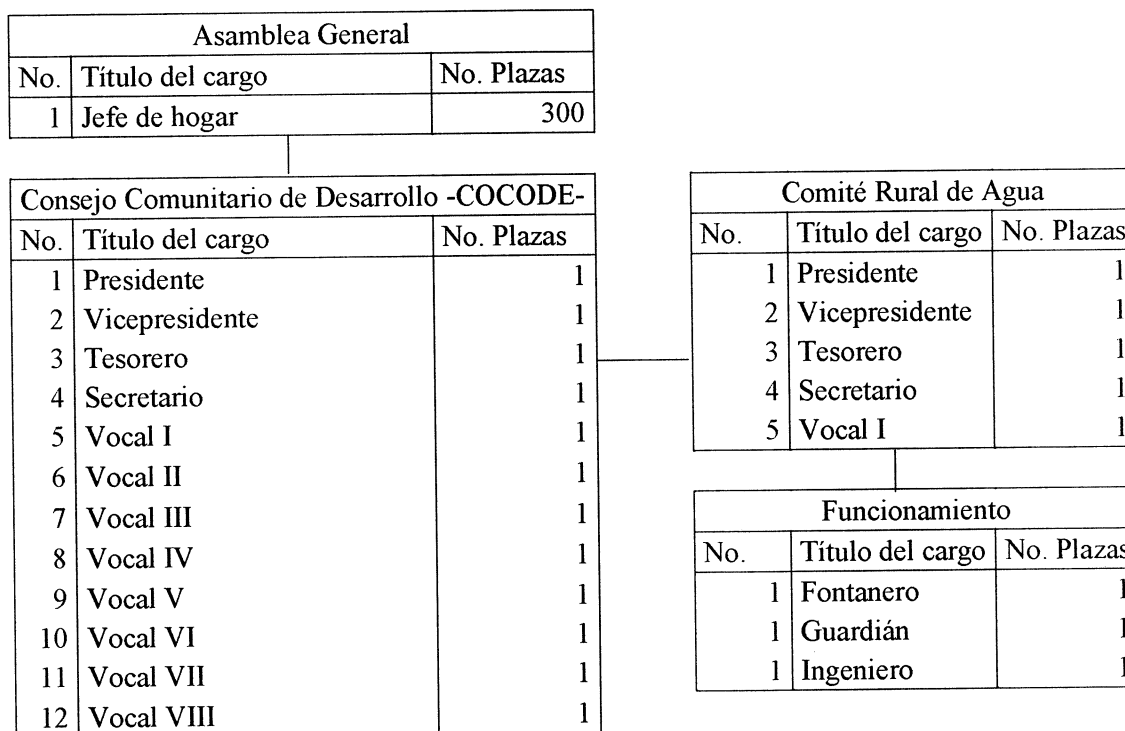 Asamblea General
No. Título del cargo No. Plazas
1 Jefe de hogar 300
Consejo Comunitario de Desarrollo -COCODE-
No. Título del cargo No. Plazas
1 Presidente 1
2 Vicepresidente 1
3 Tesorero 1
4 Secretario 1
5 Vocal I 1
6 Vocal II 1
7 Vocal III 1
8 Vocal IV 1
9 Vocal V 1
10 Vocal VI 1
11 Vocal VII 1
12 Vocal VIII 1
Comité Rural de Agua
No. Título del cargo No. Plazas
1 Presidente 1
2 Vicepresidente 1
3 Tesorero 1
4 Secretario 1
5 Vocal I 1
Funcionamiento
No. Título del cargo No. Plazas
1 Fontanero 1
1 Guardián 1
1 Ingeniero 1